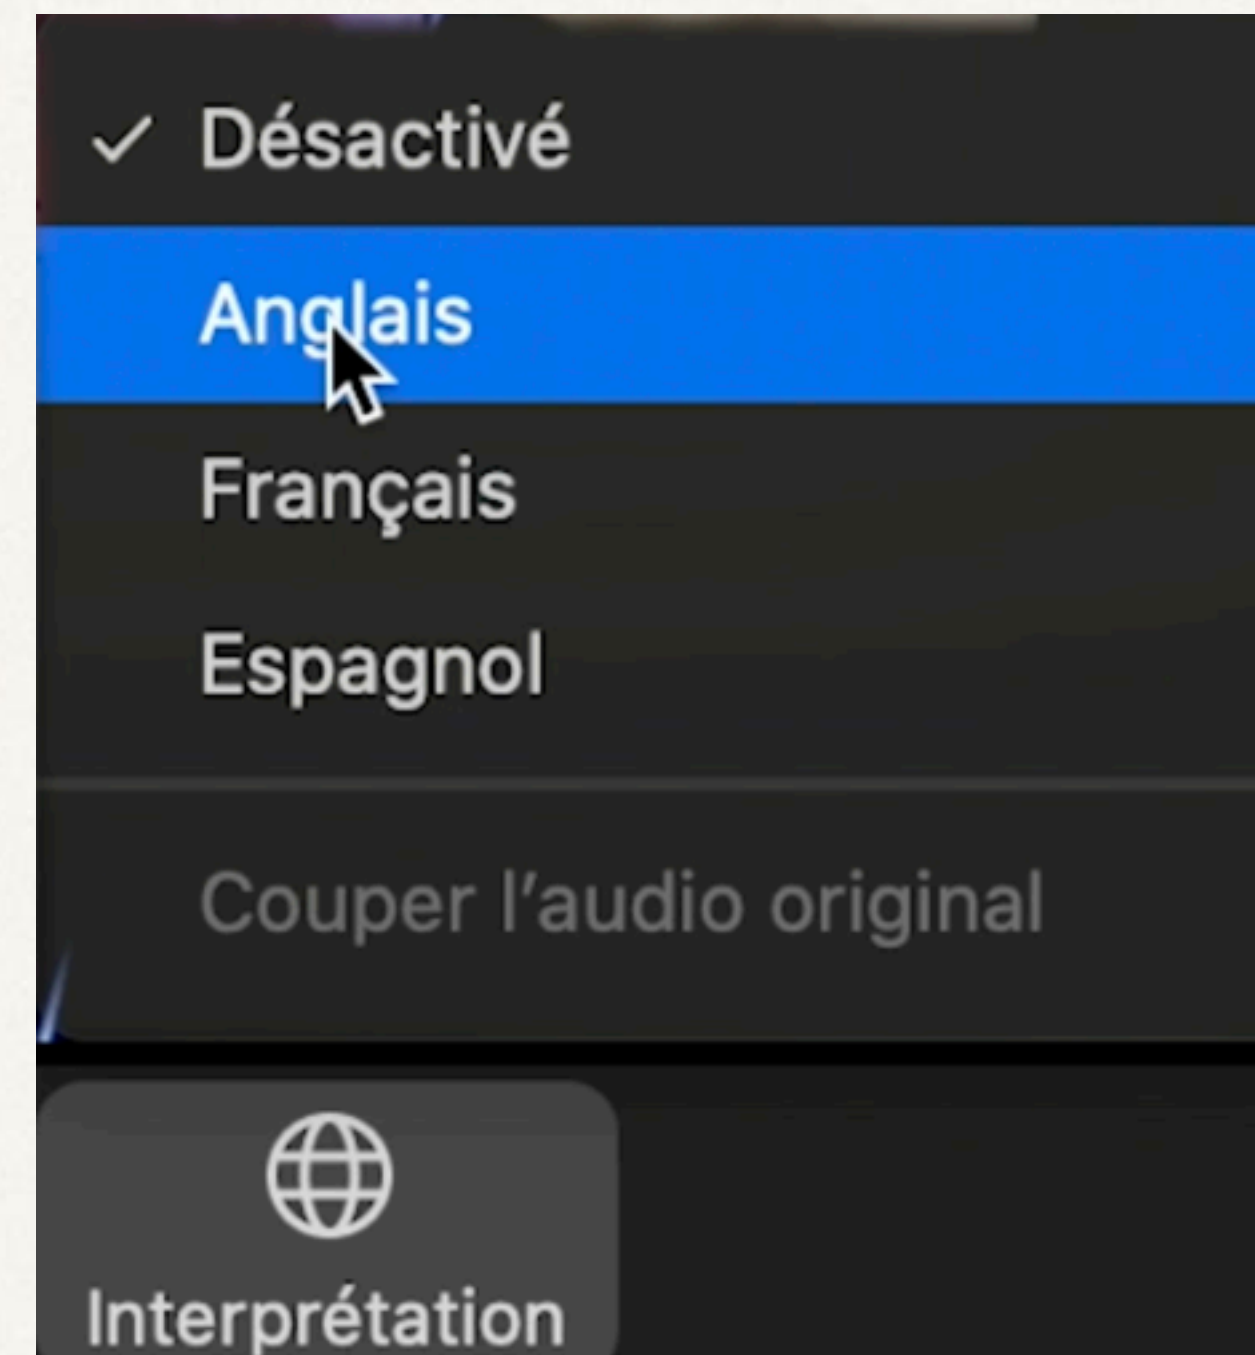 Désactivé
Anglais
Français
Espagnol
Couper l’audio original
Interprétation